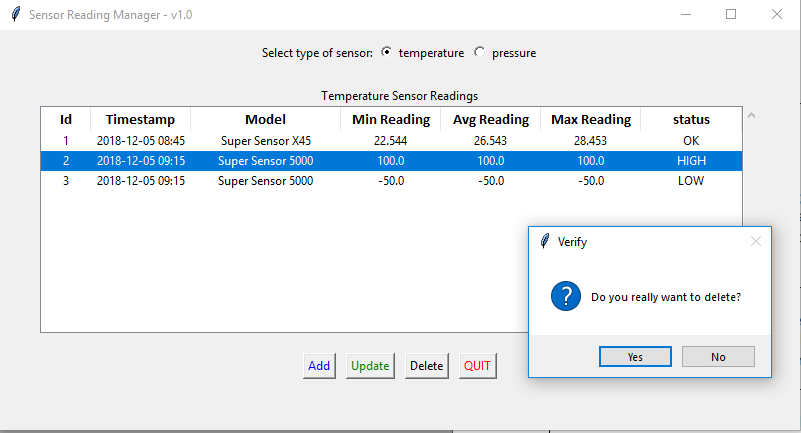 Sensor Reading Manager - v1.0
Select type of sensor: temperature pressure
Temperature Sensor Readings
Id Timestamp Model Min Reading Avg Reading Max Reading status
1 2018-12-05 08:45 Super Sensor X45 22.544 26.543 28.453 OK
2 2018-12-05 09:15 Super Sensor 5000 100.0 100.0 100.0 HIGH
3 2018-12-05 09:15 Super Sensor 5000 -50.0 -50.0 -50.0 LOW
Verify
Do you really want to delete?
Yes No
Add Update Delete QUIT